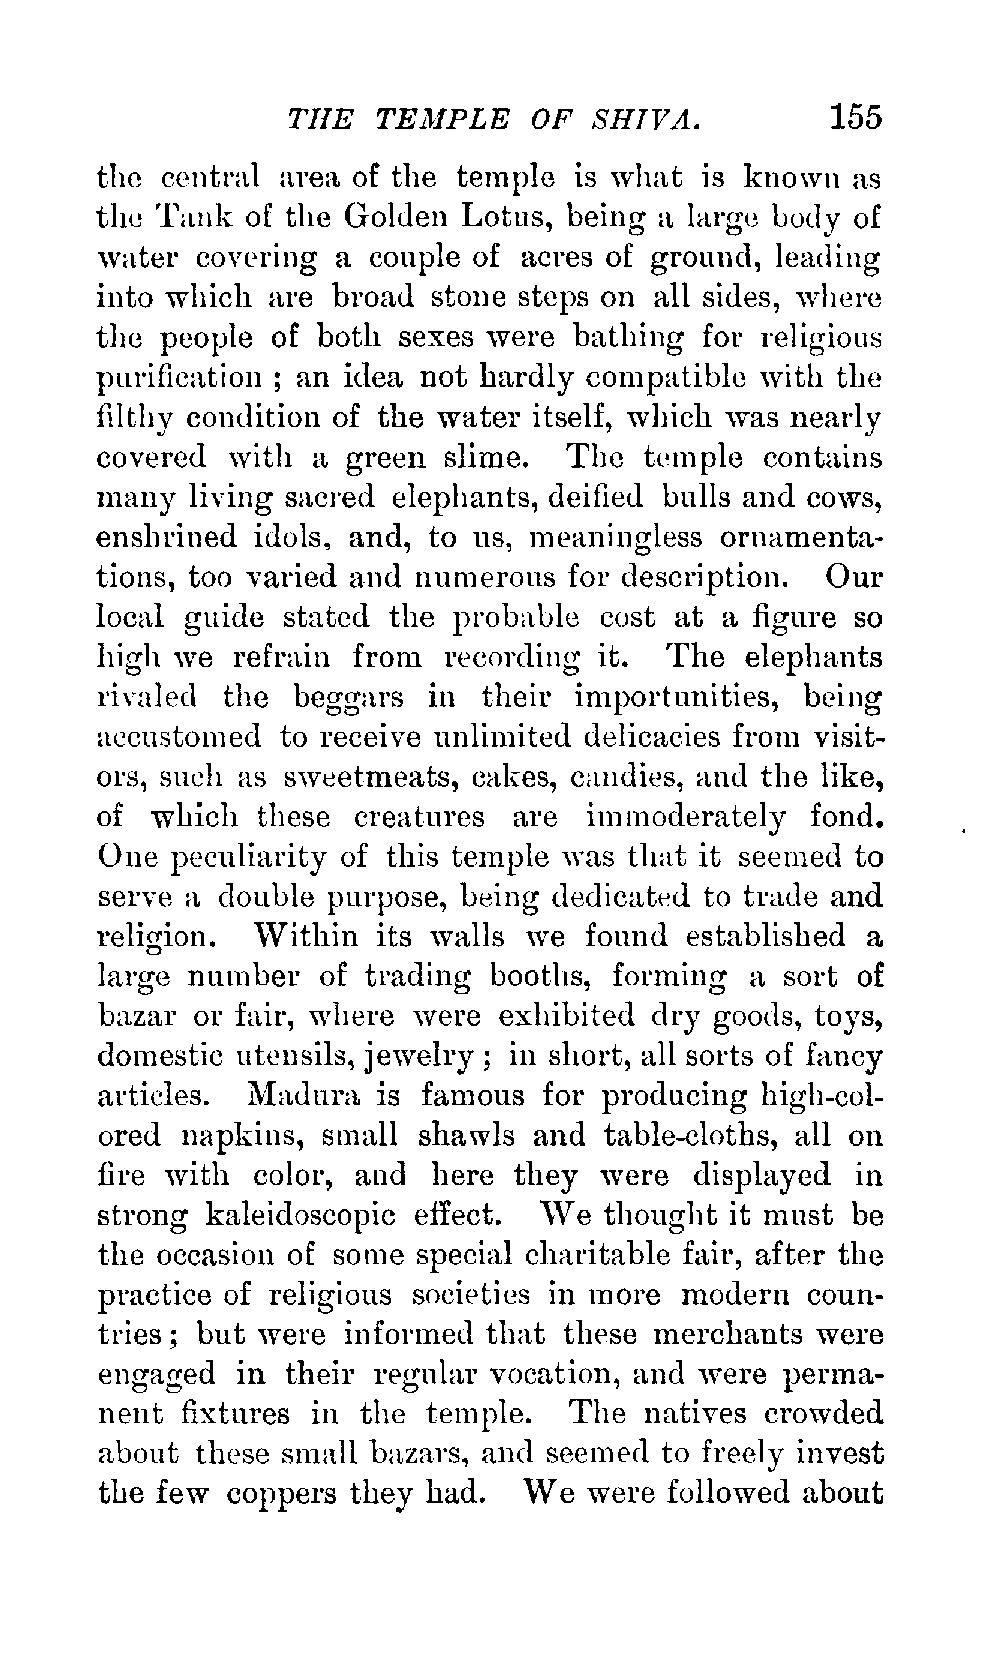 THE TEMPLE OF SHIVA. 155
the central area of the temple is what is known as
the Tank of the Golden Lotus, being a large body of
water covering a couple of acres of ground, leading
into which are broad stone steps on all sides, where
the people of both sexes were bathing for religious
purification ; an idea not hardly compatible with the
filthy condition of the water itself, which was nearly
covered with a green slime. The temple contains
many living sacred elephants, deified bulls and cows,
enshrined idols, and, to us, meaningless ornamenta-
tions, too varied and numerous for description. Our
local guide stated the probable cost at a figure so
high we refrain from recording it. The elephants
rivaled the beggars in their importunities, being
accustomed to receive unlimited delicacies from visit-
ors, such as sweetmeats, cakes, candies, and the like,
of which these creatures are immoderately fond.
One peculiarity of this temple was that it seemed to
serve a double purpose, being dedicated to trade and
religion. Within its walls we found established a
large number of trading booths, forming a sort of
bazar or fair, where were exhibited dry goods, toys,
domestic utensils, jewelry ; in short, all sorts of fancy
articles. Madura is famous for producing high-col-
ored napkins, small shawls and table-cloths, all on
fire with color, and here they were displayed in
strong kaleidoscopic effect. We thought it must be
the occasion of some special charitable fair, after the
practice of religious societies in more modern coun-
tries ; but were informed that these merchants were
engaged in their regular vocation, and were perma-
nent fixtures in the temple. The natives crowded
about these small bazars, and seemed to freely invest
the few coppers they had. We were followed about